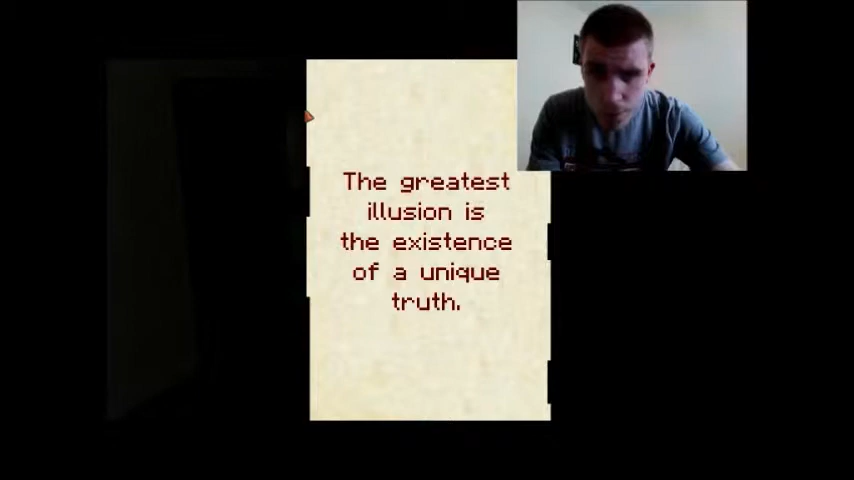 The greatest
illusion is
the existence
of a unique
truth.